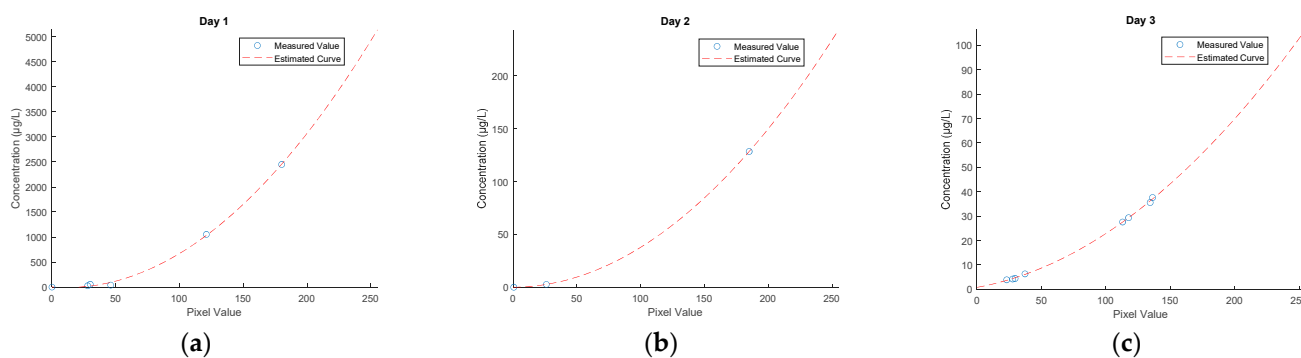 Day 1
5000
4500
4000
3500
3000
2500
2000
1500
1000
500
0
Concentration (µg/L)
0 50 100 150 200 250
Pixel Value
Measured Value
Estimated Curve
(a)
Day 2
200
150
100
50
0
Concentration (µg/L)
0 50 100 150 200 250
Pixel Value
Measured Value
Estimated Curve
(b)
Day 3
100
90
80
70
60
50
40
30
20
10
0
Concentration (µg/L)
0 50 100 150 200 250
Pixel Value
Measured Value
Estimated Curve
(c)